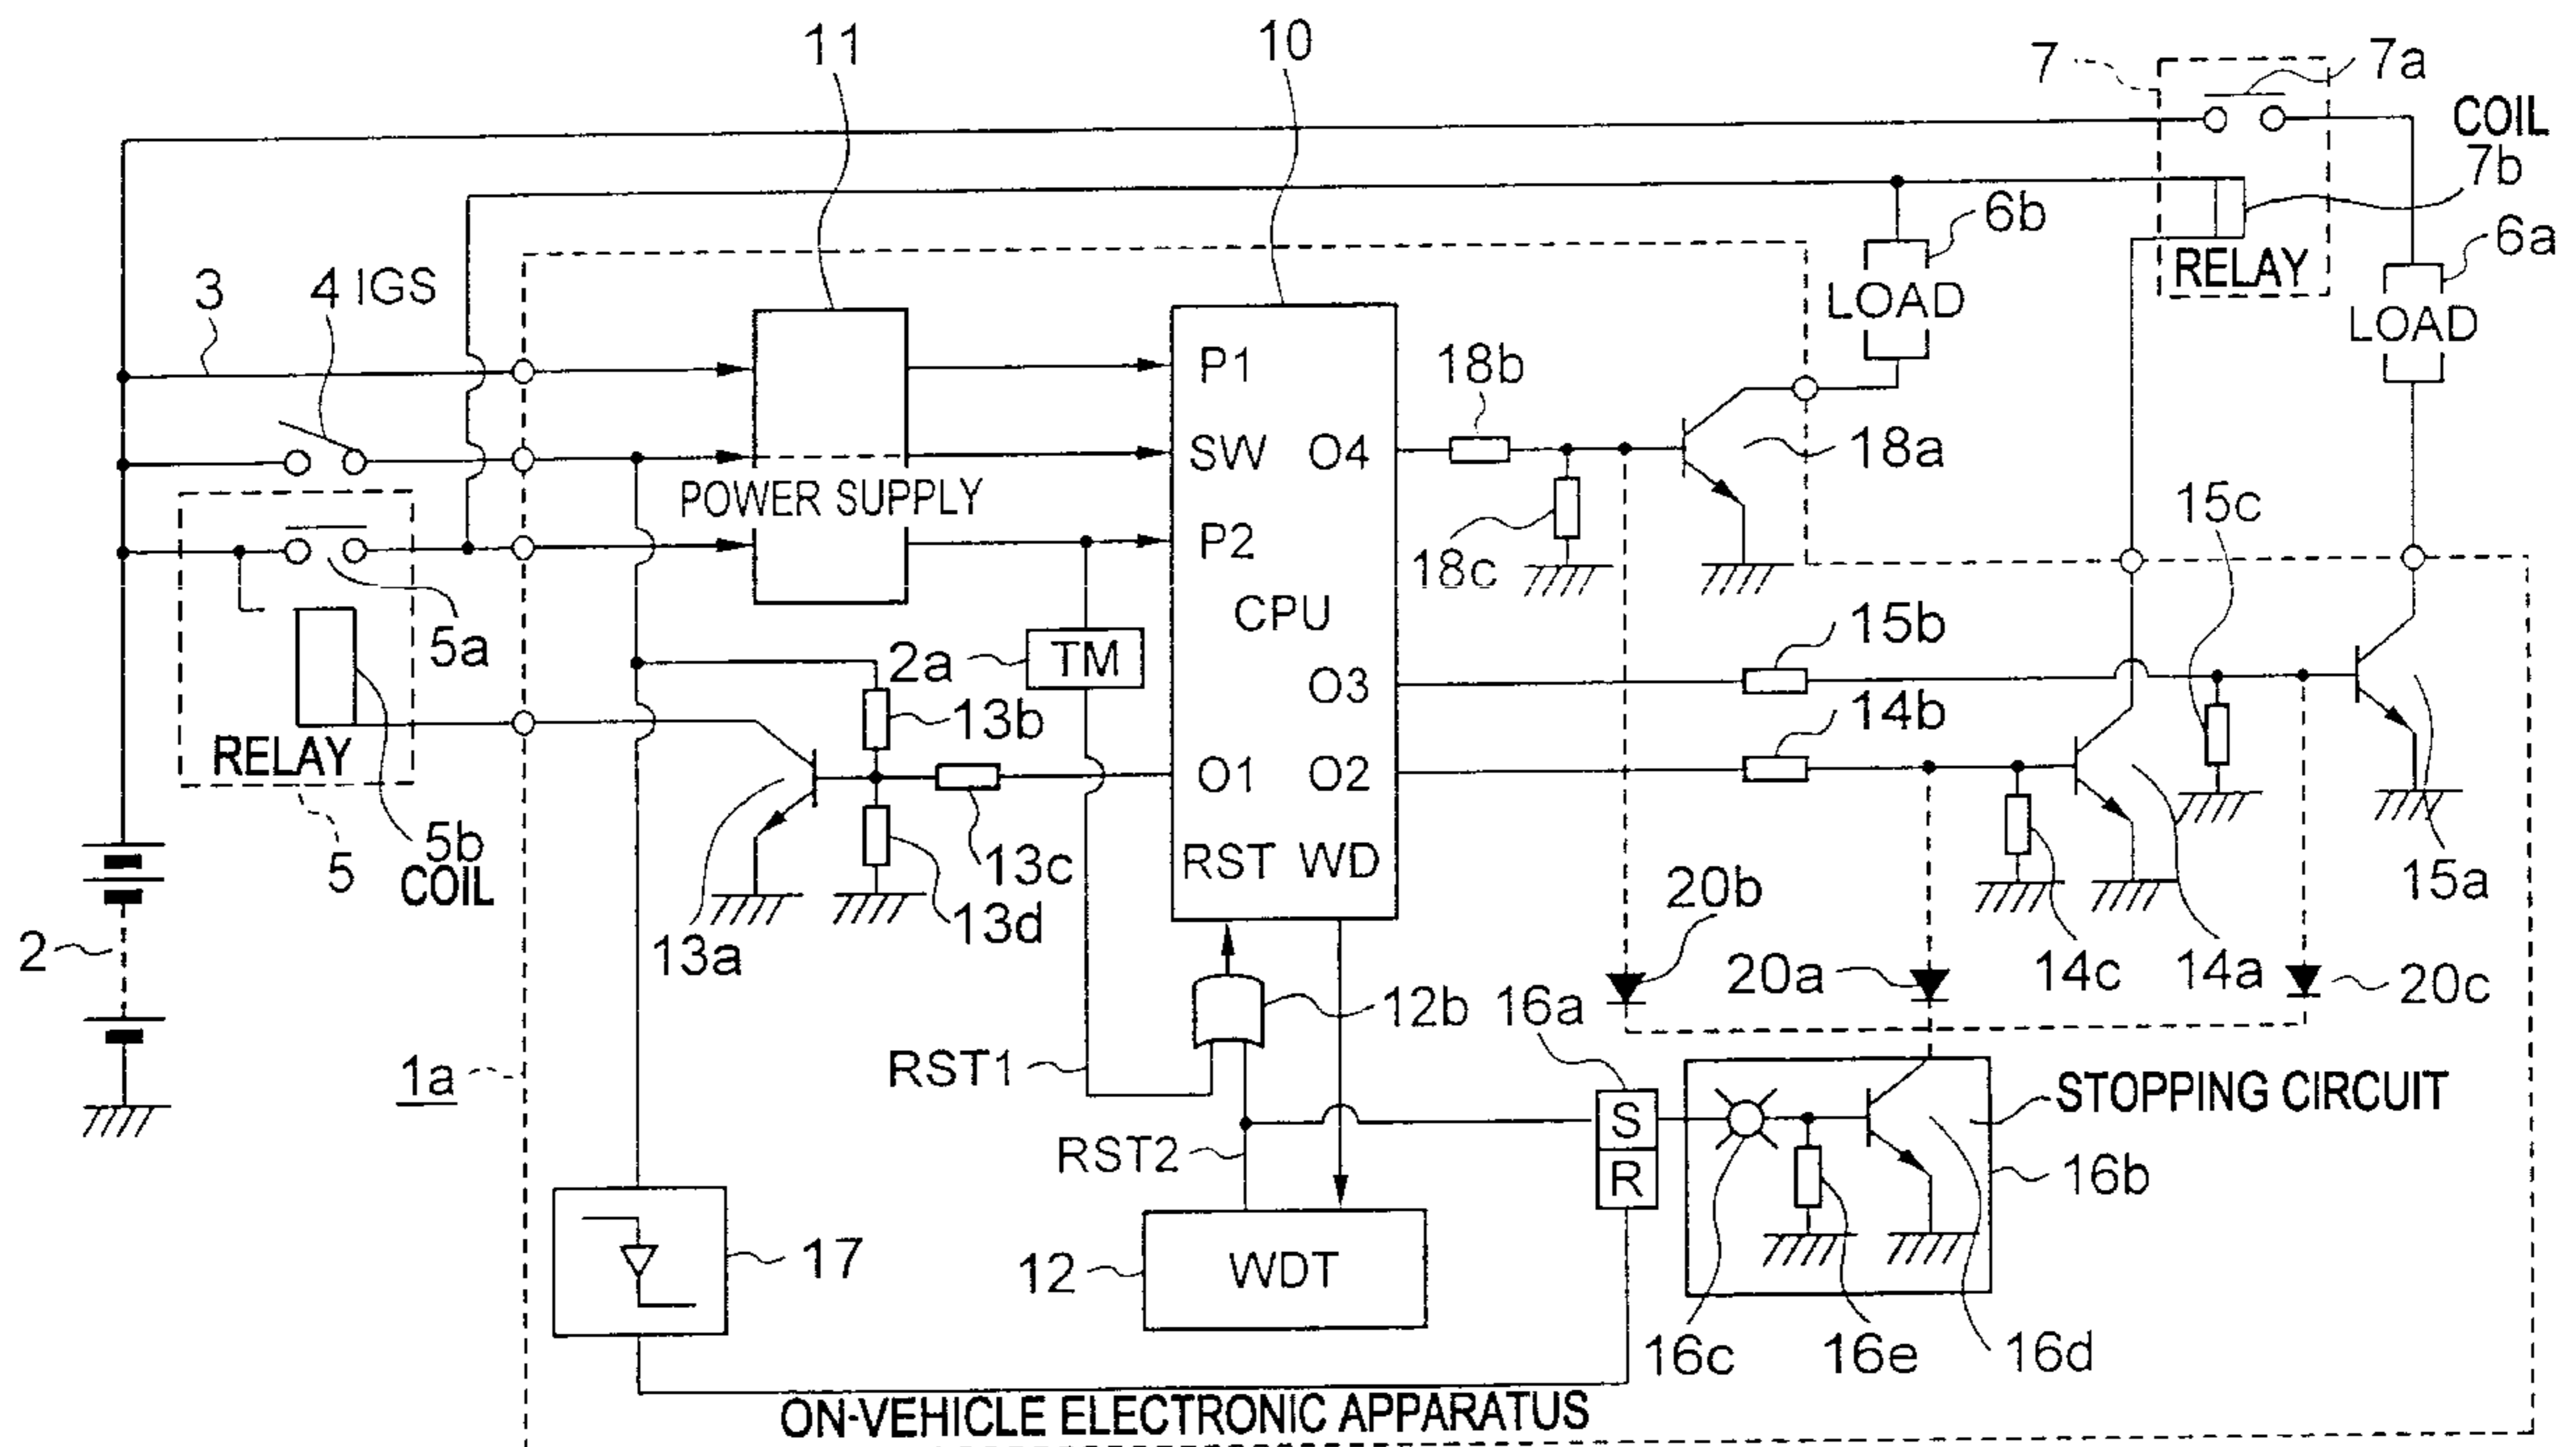 11
10
7
7a
COIL
7b
6b
6a
3
4 IGS
RELAY
LOAD
LOAD
P1
18b
SW
O4
18a
POWER SUPPLY
15c
P2
18c
CPU
5a
15b
2a
TM
O3
13b
14b
RELAY
O1
O2
5b
5
COIL
13c
RST
WD
20b
15a
13d
2
13a
16a
20a
14c
14a
20c
12b
RST1
1a
S
STOPPING CIRCUIT
RST2
R
16b
17
12
WDT
16c
16e
16d
ON-VEHICLE ELECTRONIC APPARATUS